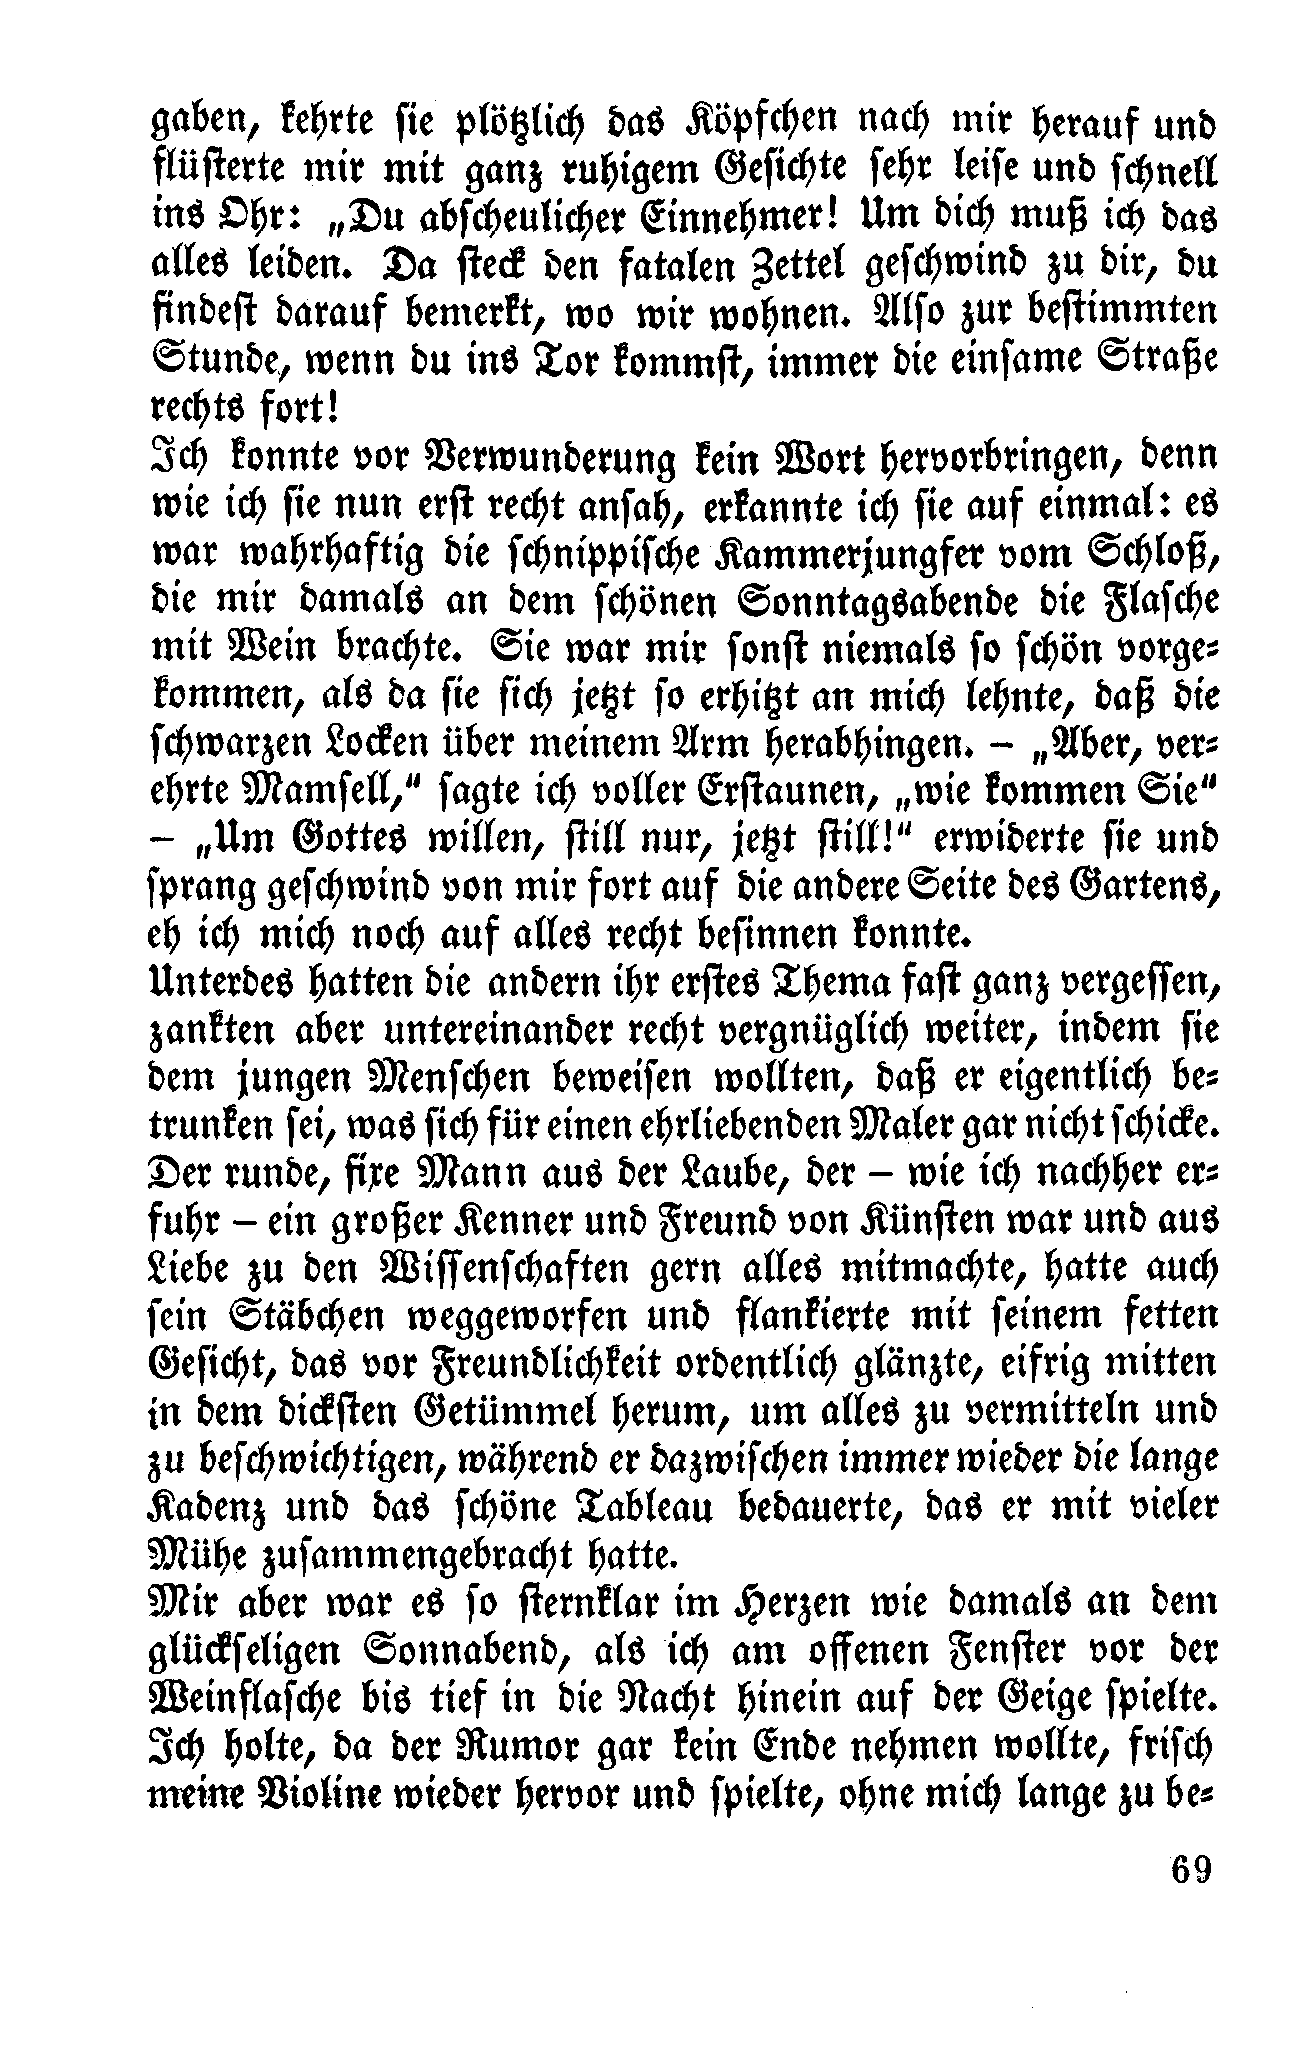 gaben, kehrte sie plötzlich das Köpfchen nach mir herauf und
flüsterte mir mit ganz ruhigem Gesichte sehr leise und schnell
ins Ohr: „Du abscheulicher Einnehmer! Um dich muß ich das
alles leiden. Da steck den fatalen Zettel geschwind zu dir, du
findest darauf bemerkt, wo wir wohnen. Also zur bestimmten
Stunde, wenn du ins Tor kommst, immer die einsame Straße
rechts fort!
Ich konnte vor Verwunderung kein Wort hervorbringen, denn
wie ich sie nun erst recht ansah, erkannte ich sie auf einmal: es
war wahrhaftig die schnippische Kammerjungfer vom Schloß,
die mir damals an dem schönen Sonntagsabende die Flasche
mit Wein brachte. Sie war mir sonst niemals so schön vorge-
kommen, als da sie sich jetzt so erhitzt an mich lehnte, daß die
schwarzen Locken über meinem Arm herabhingen. – „Aber, ver-
ehrte Mamsell,“ sagte ich voller Erstaunen, „wie kommen Sie“
– „Um Gottes willen, still nur, jetzt still!“ erwiderte sie und
sprang geschwind von mir fort auf die andere Seite des Gartens,
eh ich mich noch auf alles recht besinnen konnte.
Unterdes hatten die andern ihr erstes Thema fast ganz vergessen,
zankten aber untereinander recht vergnüglich weiter, indem sie
dem jungen Menschen beweisen wollten, daß er eigentlich be-
trunken sei, was sich für einen ehrliebenden Maler gar nicht schicke.
Der runde, fixe Mann aus der Laube, der – wie ich nachher er-
fuhr – ein großer Kenner und Freund von Künsten war und aus
Liebe zu den Wissenschaften gern alles mitmachte, hatte auch
sein Stäbchen weggeworfen und flankierte mit seinem fetten
Gesicht, das vor Freundlichkeit ordentlich glänzte, eifrig mitten
in dem dicksten Getümmel herum, um alles zu vermitteln und
zu beschwichtigen, während er dazwischen immer wieder die lange
Kadenz und das schöne Tableau bedauerte, das er mit vieler
Mühe zusammengebracht hatte.
Mir aber war es so sternklar im Herzen wie damals an dem
glückseligen Sonnabend, als ich am offenen Fenster vor der
Weinflasche bis tief in die Nacht hinein auf der Geige spielte.
Ich holte, da der Rumor gar kein Ende nehmen wollte, frisch
meine Violine wieder hervor und spielte, ohne mich lange zu be-
69